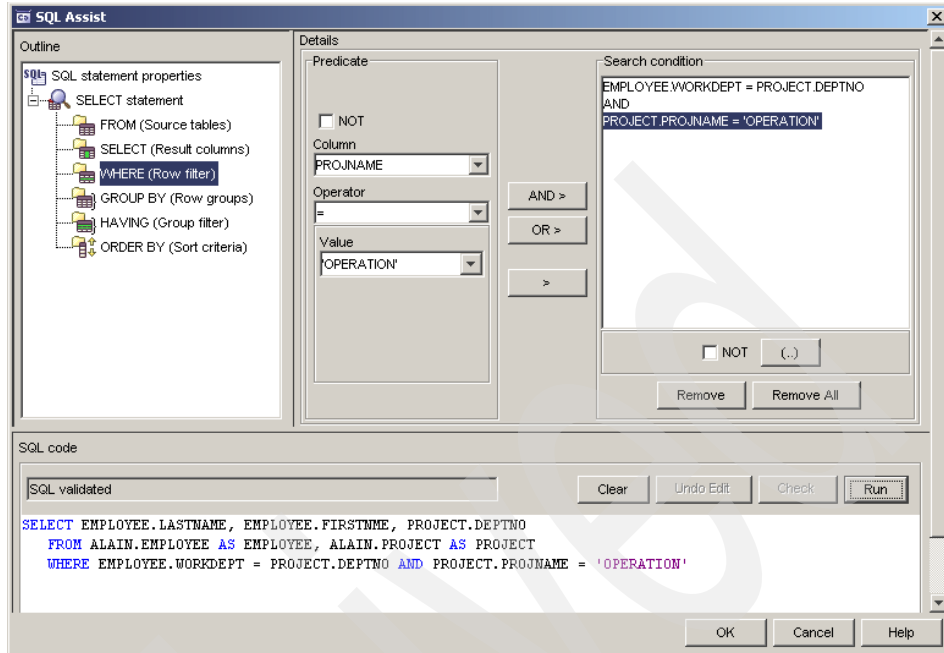 SQL Assist
Outline
SQL statement properties
SELECT statement
FROM (Source tables)
SELECT (Result columns)
WHERE (Row filter)
GROUP BY (Row groups)
HAVING (Group filter)
ORDER BY (Sort criteria)
Details
Predicate
NOT
Column
PROJNAME
Operator
=
Value
'OPERATION'
AND >
OR >
>
Search condition
EMPLOYEE.WORKDEPT = PROJECT.DEPTNO
AND
PROJECT.PROJNAME = 'OPERATION'
NOT
(..)
Remove
Remove All
SQL code
SQL validated
Clear
Undo Edit
Check
Run
SELECT EMPLOYEE.LASTNAME, EMPLOYEE.FIRSTNME, PROJECT.DEPTNO
FROM ALAIN.EMPLOYEE AS EMPLOYEE, ALAIN.PROJECT AS PROJECT
WHERE EMPLOYEE.WORKDEPT = PROJECT.DEPTNO AND PROJECT.PROJNAME = 'OPERATION'
OK
Cancel
Help